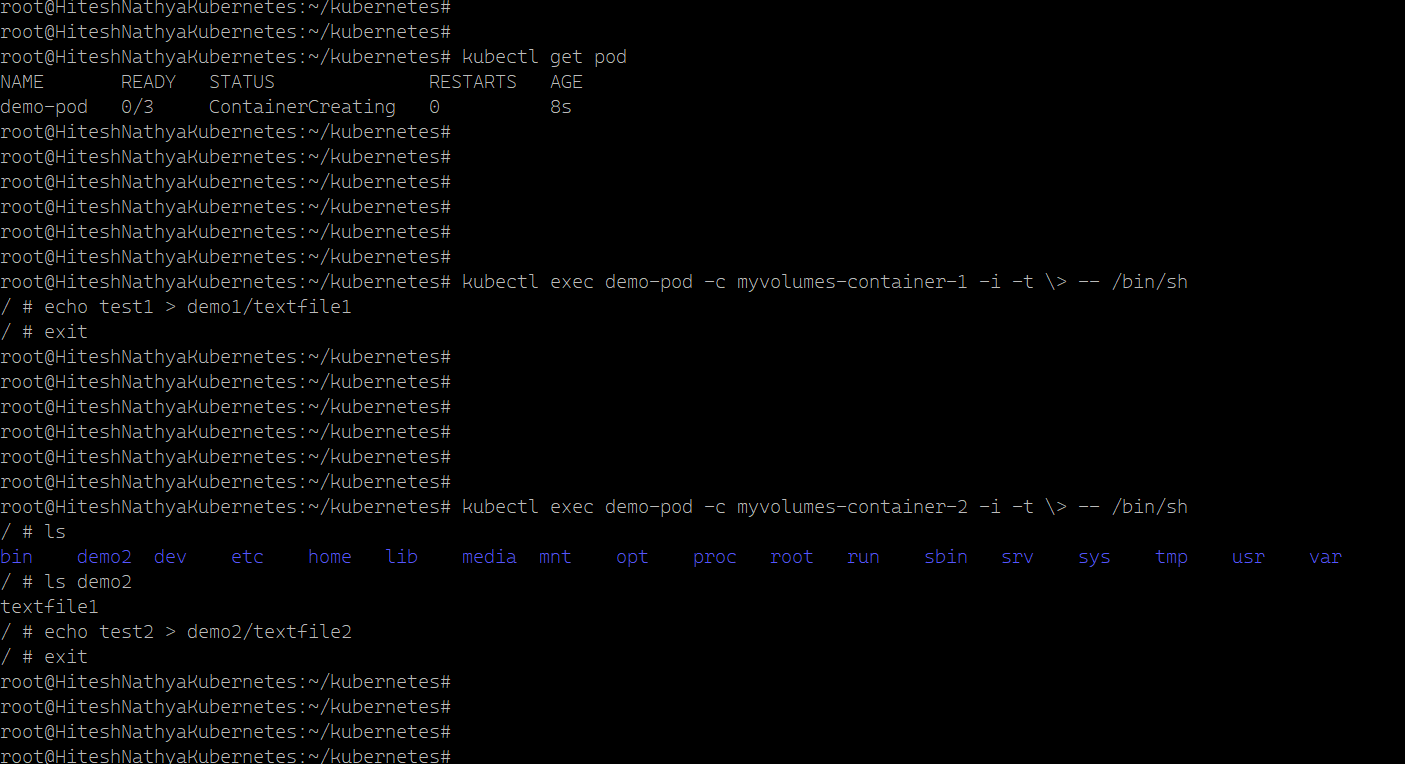 root@HiteshNathyaKubernetes:~/kubernetes#
root@HiteshNathyaKubernetes:~/kubernetes#
root@HiteshNathyaKubernetes:~/kubernetes# kubectl get pod
NAME       READY   STATUS              RESTARTS   AGE
demo-pod   0/3     ContainerCreating   0          8s
root@HiteshNathyaKubernetes:~/kubernetes#
root@HiteshNathyaKubernetes:~/kubernetes#
root@HiteshNathyaKubernetes:~/kubernetes#
root@HiteshNathyaKubernetes:~/kubernetes#
root@HiteshNathyaKubernetes:~/kubernetes#
root@HiteshNathyaKubernetes:~/kubernetes#
root@HiteshNathyaKubernetes:~/kubernetes# kubectl exec demo-pod -c myvolumes-container-1 -i -t \> -- /bin/sh
/ # echo test1 > demo1/textfile1
/ # exit
root@HiteshNathyaKubernetes:~/kubernetes#
root@HiteshNathyaKubernetes:~/kubernetes#
root@HiteshNathyaKubernetes:~/kubernetes#
root@HiteshNathyaKubernetes:~/kubernetes#
root@HiteshNathyaKubernetes:~/kubernetes#
root@HiteshNathyaKubernetes:~/kubernetes#
root@HiteshNathyaKubernetes:~/kubernetes# kubectl exec demo-pod -c myvolumes-container-2 -i -t \> -- /bin/sh
/ # ls
bin    demo2  dev    etc    home   lib    media  mnt    opt    proc   root   run    sbin   srv    sys    tmp    usr    var
/ # ls demo2
textfile1
/ # echo test2 > demo2/textfile2
/ # exit
root@HiteshNathyaKubernetes:~/kubernetes#
root@HiteshNathyaKubernetes:~/kubernetes#
root@HiteshNathyaKubernetes:~/kubernetes#
root@HiteshNathyaKubernetes:~/kubernetes#